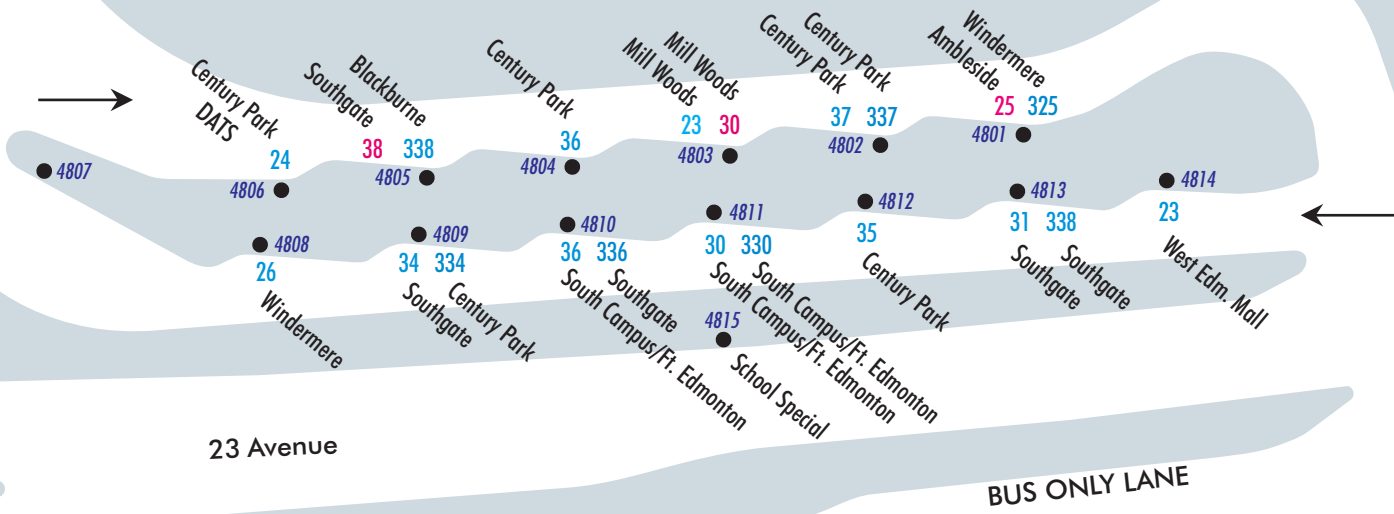 Century Park
DATS
24
4806
4807
Southgate
Blackburne
38 338
4805
Century Park
36
4804
Mill Woods
Mill Woods
23 30
4803
Century Park
Century Park
37 337
4802
Windermere
Ambleside
25 325
4801
4808
26
Windermere
4809
34 334
Southgate
Century Park
4810
36 336
South Campus/Ft. Edmonton
Southgate
4811
30 330
South Campus/Ft. Edmonton
South Campus/Ft. Edmonton
4812
35
Century Park
4813
31 338
Southgate
Southgate
4814
23
West Edm. Mall
4815
School Special
23 Avenue
BUS ONLY LANE